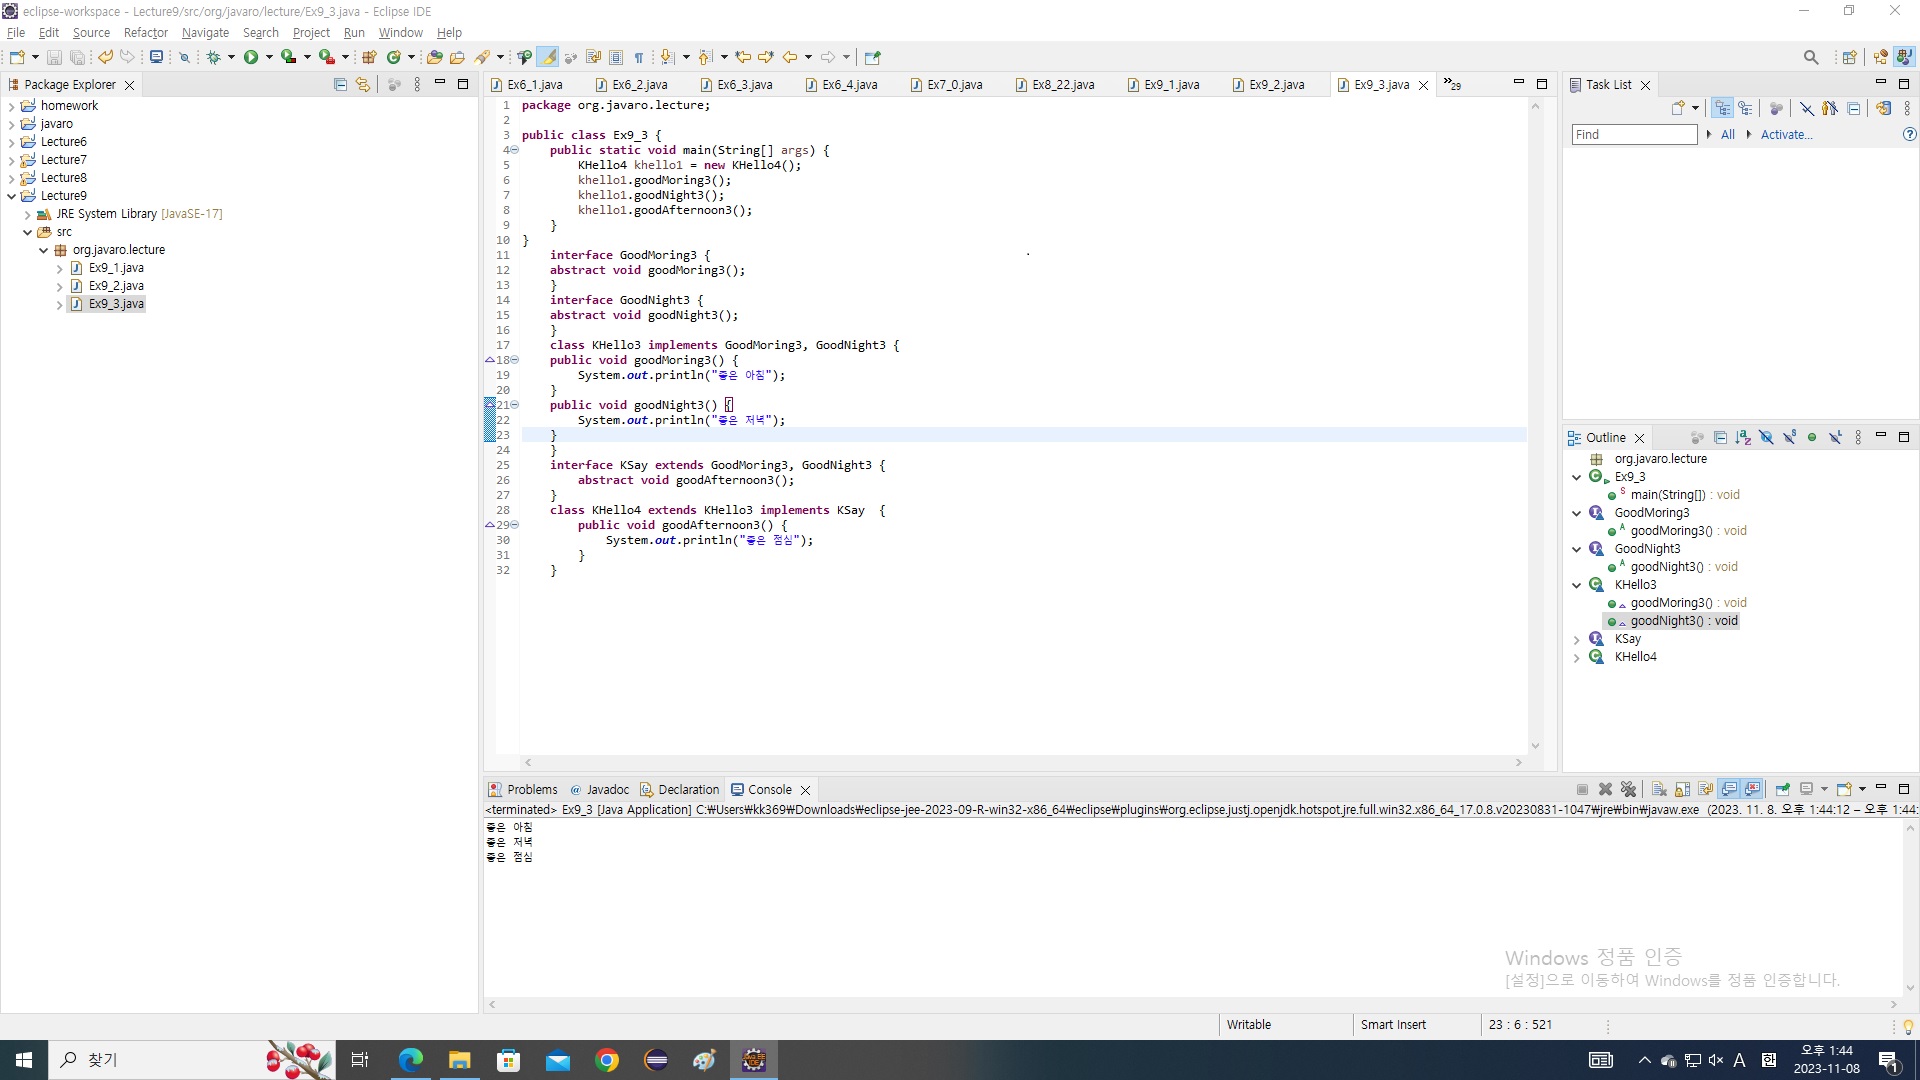 eclipse-workspace - Lecture9/src/org/javaro/lecture/Ex9_3.java - Eclipse IDE
File Edit Source Refactor Navigate Search Project Run Window Help
Package Explorer
homework
javaro
Lecture6
Lecture7
Lecture8
Lecture9
JRE System Library [JavaSE-17]
src
org.javaro.lecture
Ex9_1.java
Ex9_2.java
Ex9_3.java
Ex6_1.java Ex6_2.java Ex6_3.java Ex6_4.java Ex7_0.java Ex8_22.java Ex9_1.java Ex9_2.java Ex9_3.java »29
1 package org.javaro.lecture;
2
3 public class Ex9_3 {
4 public static void main(String[] args) {
5 KHello4 khello1 = new KHello4();
6 khello1.goodMoring3();
7 khello1.goodNight3();
8 khello1.goodAfternoon3();
9 }
10 }
11 interface GoodMoring3 {
12 abstract void goodMoring3();
13 }
14 interface GoodNight3 {
15 abstract void goodNight3();
16 }
17 class KHello3 implements GoodMoring3, GoodNight3 {
18 public void goodMoring3() {
19 System.out.println("좋은 아침");
20 }
21 public void goodNight3() {
22 System.out.println("좋은 저녁");
23 }
24 }
25 interface KSay extends GoodMoring3, GoodNight3 {
26 abstract void goodAfternoon3();
27 }
28 class KHello4 extends KHello3 implements KSay {
29 public void goodAfternoon3() {
30 System.out.println("좋은 점심");
31 }
32 }
Task List
Find All Activate...
Outline
org.javaro.lecture
Ex9_3
main(String[]) : void
GoodMoring3
goodMoring3() : void
GoodNight3
goodNight3() : void
KHello3
goodMoring3() : void
goodNight3() : void
KSay
KHello4
Problems Javadoc Declaration Console
<terminated> Ex9_3 [Java Application] C:₩Users₩kk369₩Downloads₩eclipse-jee-2023-09-R-win32-x86_64₩eclipse₩plugins₩org.eclipse.justj.openjdk.hotspot.jre.full.win32.x86_64_17.0.8.v20230831-1047₩jre₩bin₩javaw.exe (2023. 11. 8. 오후 1:44:12 – 오후 1:44:
좋은 아침
좋은 저녁
좋은 점심
Windows 정품 인증
[설정]으로 이동하여 Windows를 정품 인증합니다.
Writable Smart Insert 23 : 6 : 521
찾기
A 한
오후 1:44
2023-11-08
1